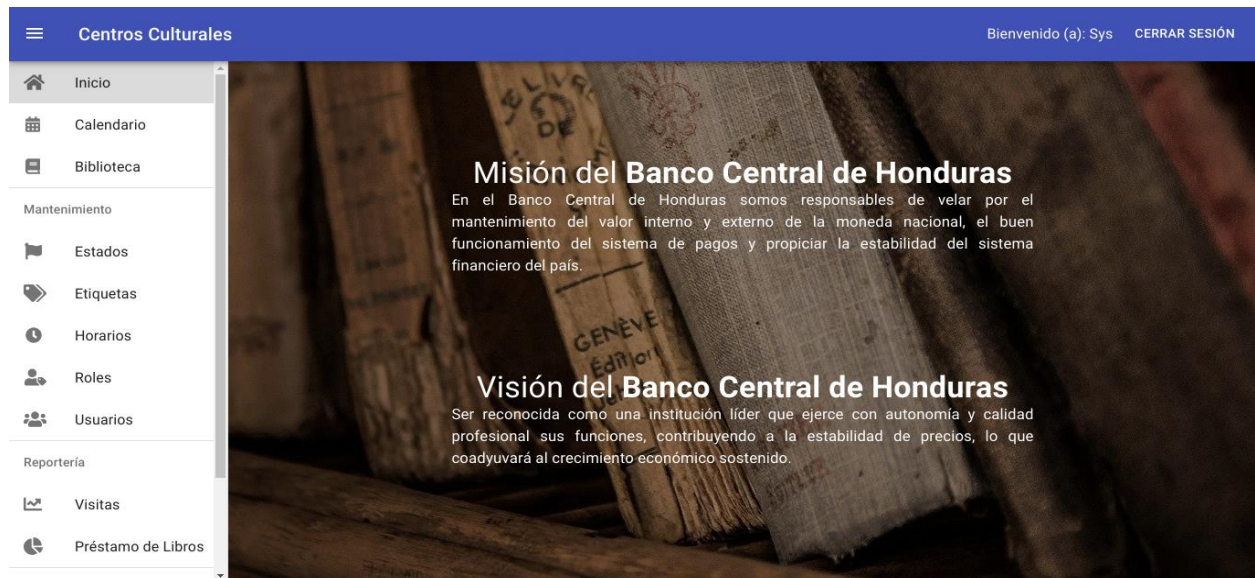 Centros Culturales
Bienvenido (a): Sys CERRAR SESIÓN
Inicio
Calendario
Biblioteca
Mantenimiento
Estados
Etiquetas
Horarios
Roles
Usuarios
Reportería
Visitas
Préstamo de Libros
Misión del Banco Central de Honduras
En el Banco Central de Honduras somos responsables de velar por el
mantenimiento del valor interno y externo de la moneda nacional, el buen
funcionamiento del sistema de pagos y propiciar la estabilidad del sistema
financiero del país.
GENÈVE
Visión del Banco Central de Honduras
Ser reconocida como una institución líder que ejerce con autonomía y calidad
profesional sus funciones, contribuyendo a la estabilidad de precios, lo que
coadyuvará al crecimiento económico sostenido.